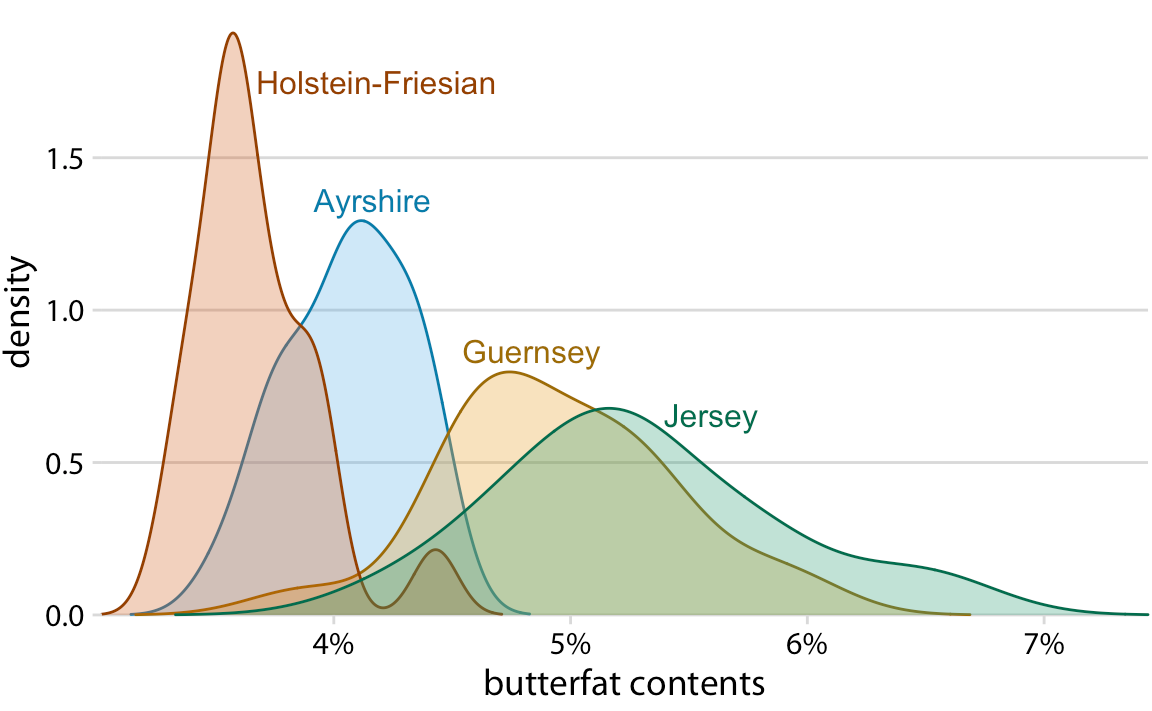 Holstein-Friesian
1.5
Ayrshire
1.0
density
Guernsey
Jersey
0.5
0.0
4% 5% 6% 7%
butterfat contents